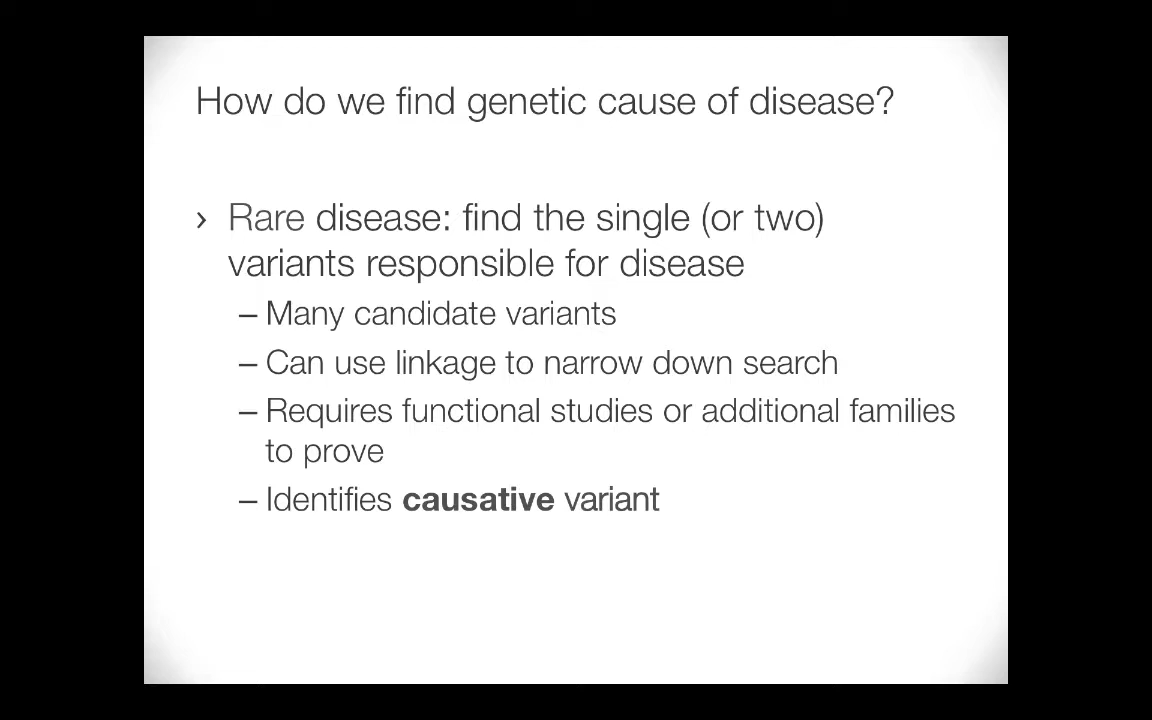 How do we find genetic cause of disease?
› Rare disease: find the single (or two)
variants responsible for disease
– Many candidate variants
– Can use linkage to narrow down search
– Requires functional studies or additional families
to prove
– Identifies causative variant